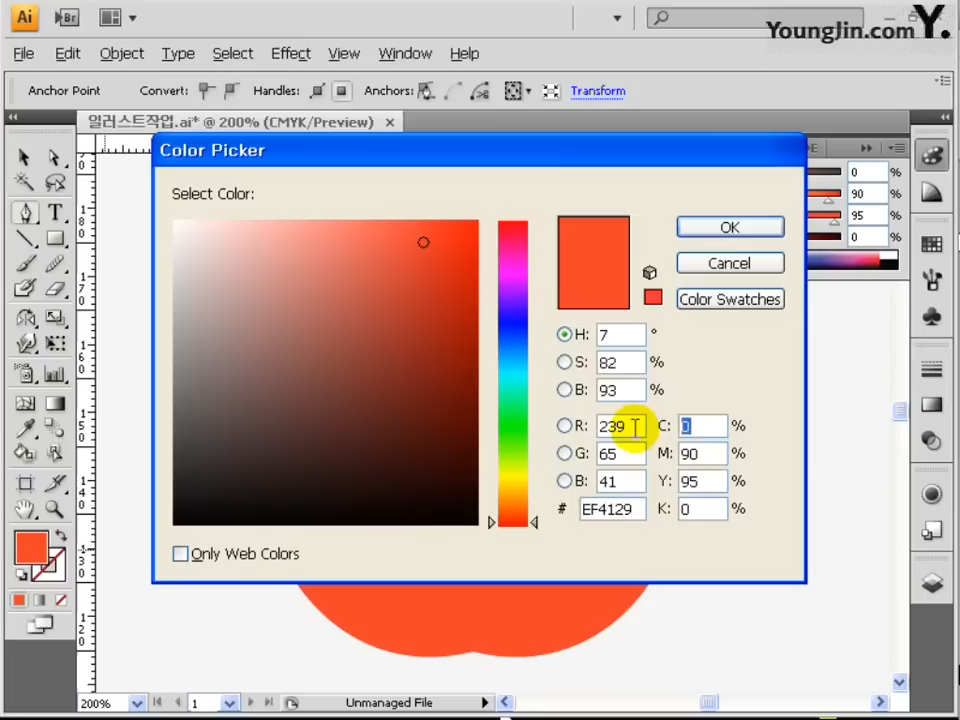 Ai Br
YoungJin.com Y.
File Edit Object Type Select Effect View Window Help
Anchor Point Convert: Handles: Anchors: Transform
일러스트작업.ai* @ 200% (CMYK/Preview) ×
Color Picker
Select Color:
OK
Cancel
Color Swatches
H: 7 °
S: 82 %
B: 93 %
R: 239 C: 0 %
G: 65 M: 90 %
B: 41 Y: 95 %
# EF4129 K: 0 %
Only Web Colors
0 %
90 %
95 %
0 %
200% 1 Unmanaged File